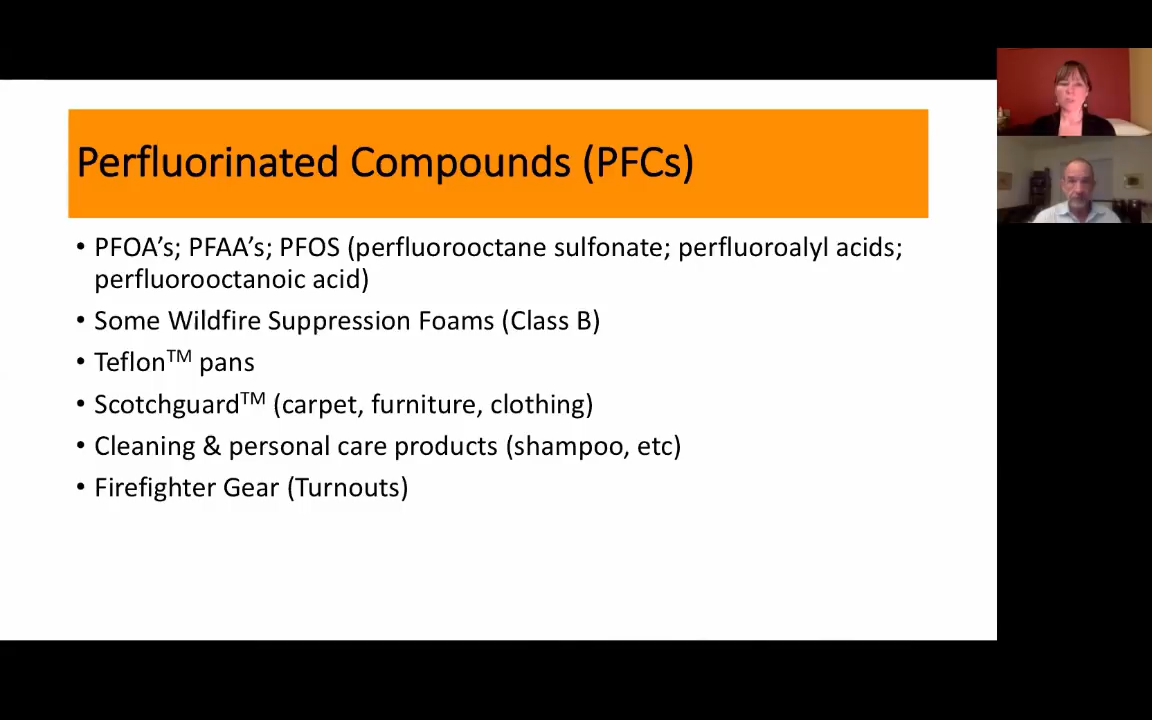 Perfluorinated Compounds (PFCs)
• PFOA's; PFAA's; PFOS (perfluorooctane sulfonate; perfluoroalyl acids;
perfluorooctanoic acid)
• Some Wildfire Suppression Foams (Class B)
• Teflon™ pans
• Scotchguard™ (carpet, furniture, clothing)
• Cleaning & personal care products (shampoo, etc)
• Firefighter Gear (Turnouts)